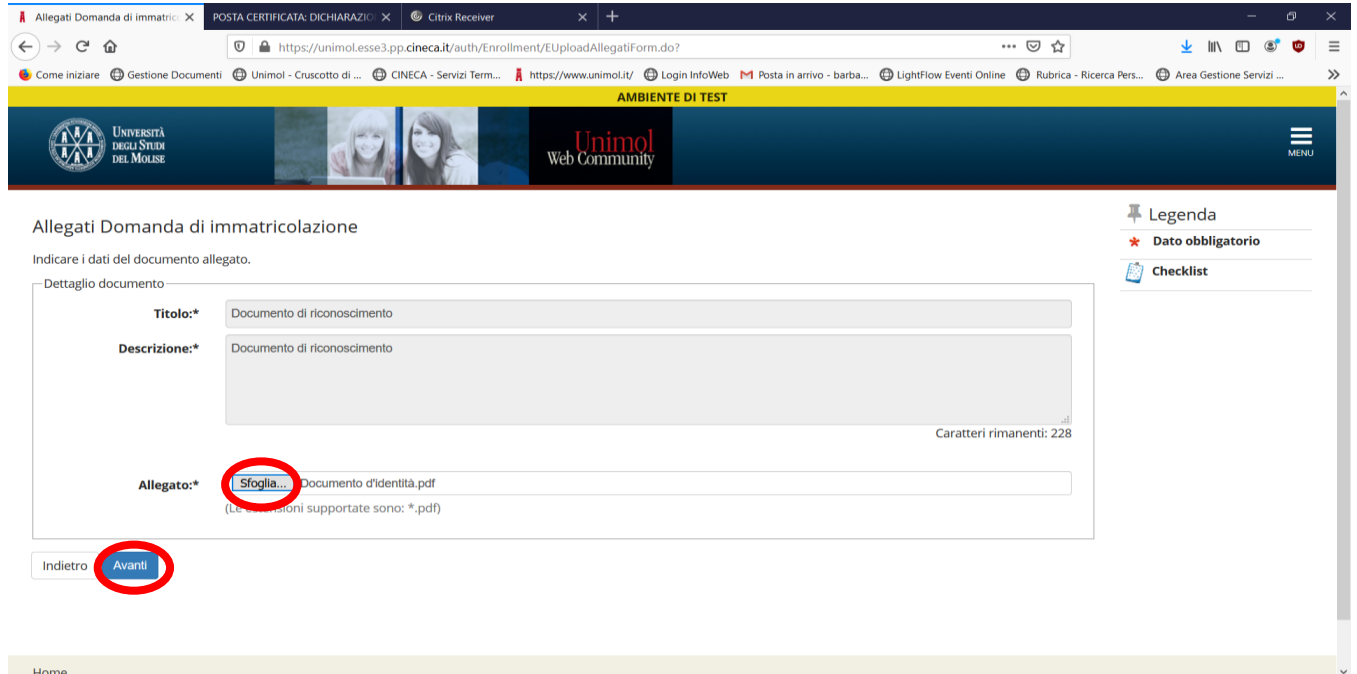 Allegati Domanda di immatric
POSTA CERTIFICATA: DICHIARAZIO
Citrix Receiver
https://unimol.esse3.pp.cineca.it/auth/Enrollment/EUploadAllegatiForm.do?
Come iniziare Gestione Documenti Unimol - Cruscotto di ... CINECA - Servizi Term... https://www.unimol.it/ Login InfoWeb Posta in arrivo - barba... LightFlow Eventi Online Rubrica - Ricerca Pers... Area Gestione Servizi ...
AMBIENTE DI TEST
Università
degli Studi
del Molise
Unimol
Web Community
MENU
Allegati Domanda di immatricolazione
Indicare i dati del documento allegato.
Dettaglio documento
Titolo:* Documento di riconoscimento
Descrizione:* Documento di riconoscimento
Caratteri rimanenti: 228
Allegato:* Sfoglia... Documento d'identità.pdf
(Le estensioni supportate sono: *.pdf)
Indietro Avanti
Legenda
* Dato obbligatorio
Checklist
Home